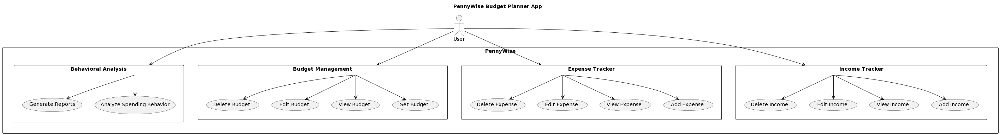 PennyWise Budget Planner App
User
PennyWise
Behavioral Analysis
Budget Management
Expense Tracker
Income Tracker
Generate Reports
Analyze Spending Behavior
Delete Budget
Edit Budget
View Budget
Set Budget
Delete Expense
Edit Expense
View Expense
Add Expense
Delete Income
Edit Income
View Income
Add Income